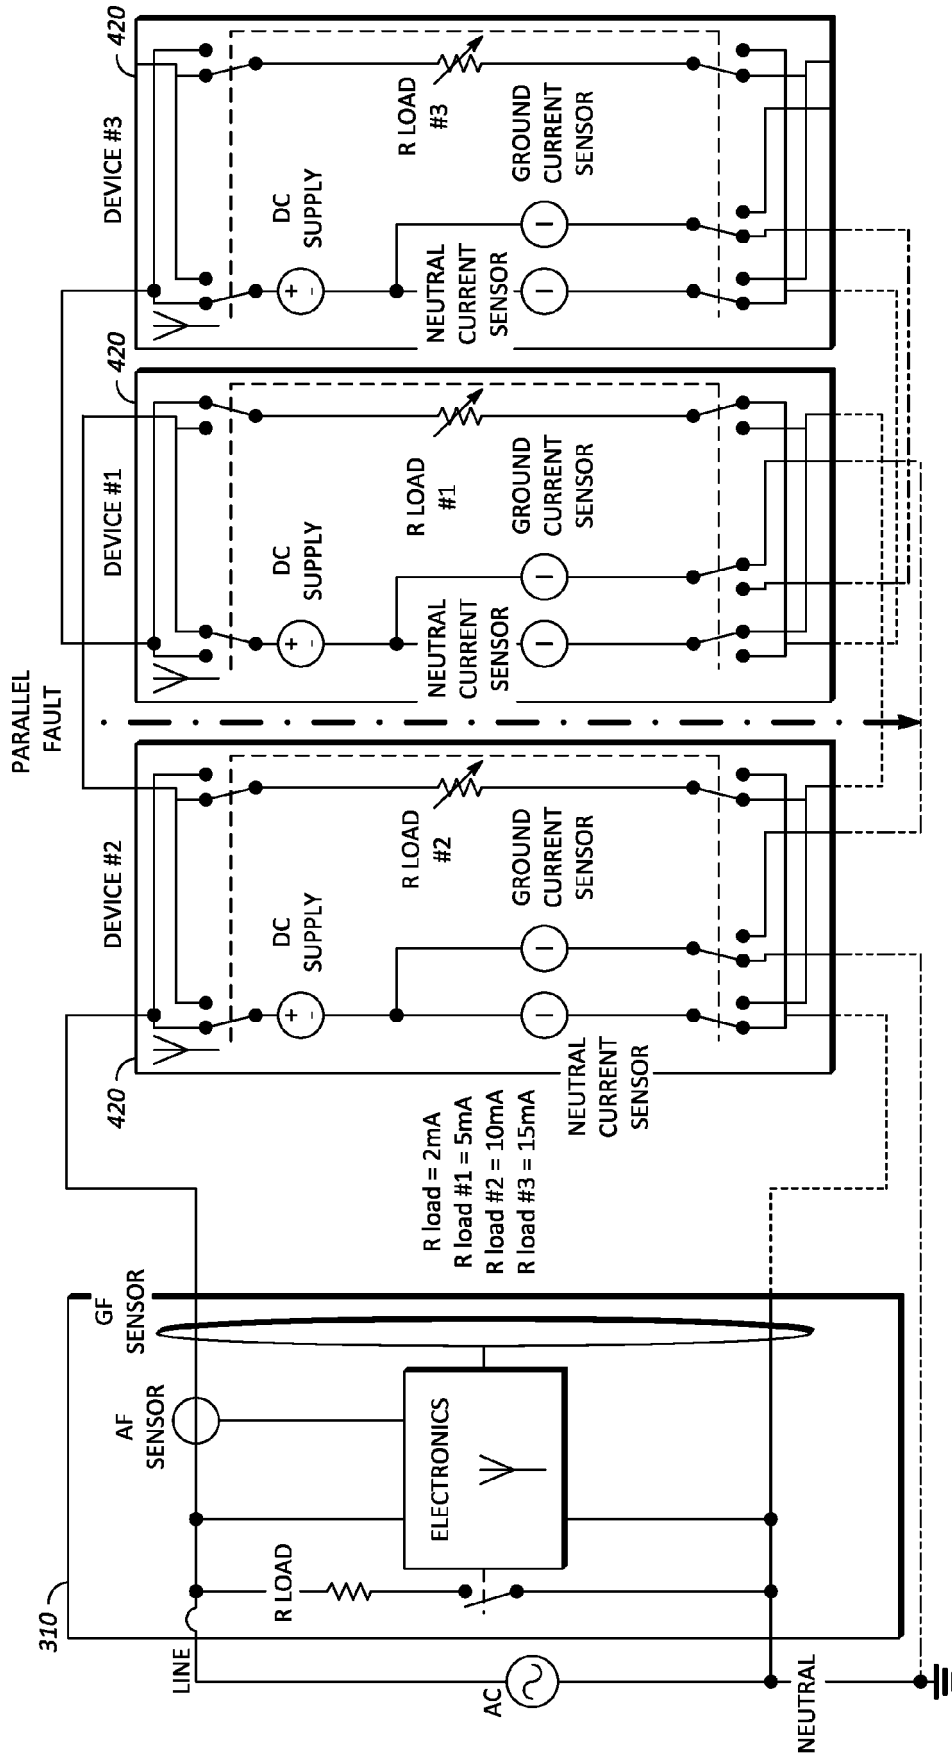 310
LINE
AC
NEUTRAL
R LOAD
AF
SENSOR
GF
SENSOR
ELECTRONICS
R load = 2mA
R load #1 = 5mA
R load #2 = 10mA
R load #3 = 15mA
420
DEVICE #2
DC
SUPPLY
+
-
R LOAD
#2
NEUTRAL
CURRENT
SENSOR
GROUND
CURRENT
SENSOR
PARALLEL
FAULT
420
DEVICE #1
DC
SUPPLY
+
-
R LOAD
#1
NEUTRAL
CURRENT
SENSOR
GROUND
CURRENT
SENSOR
420
DEVICE #3
DC
SUPPLY
+
-
R LOAD
#3
NEUTRAL
CURRENT
SENSOR
GROUND
CURRENT
SENSOR